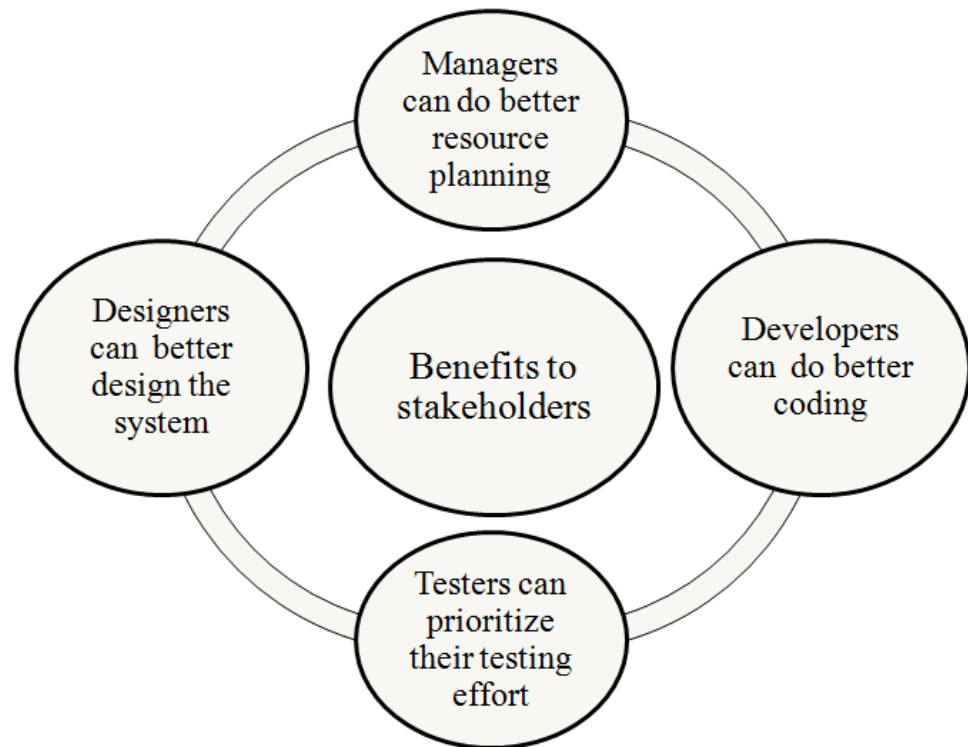 Managers
can do better
resource
planning
Designers
can better
design the
system
Benefits to
stakeholders
Developers
can do better
coding
Testers can
prioritize
their testing
effort